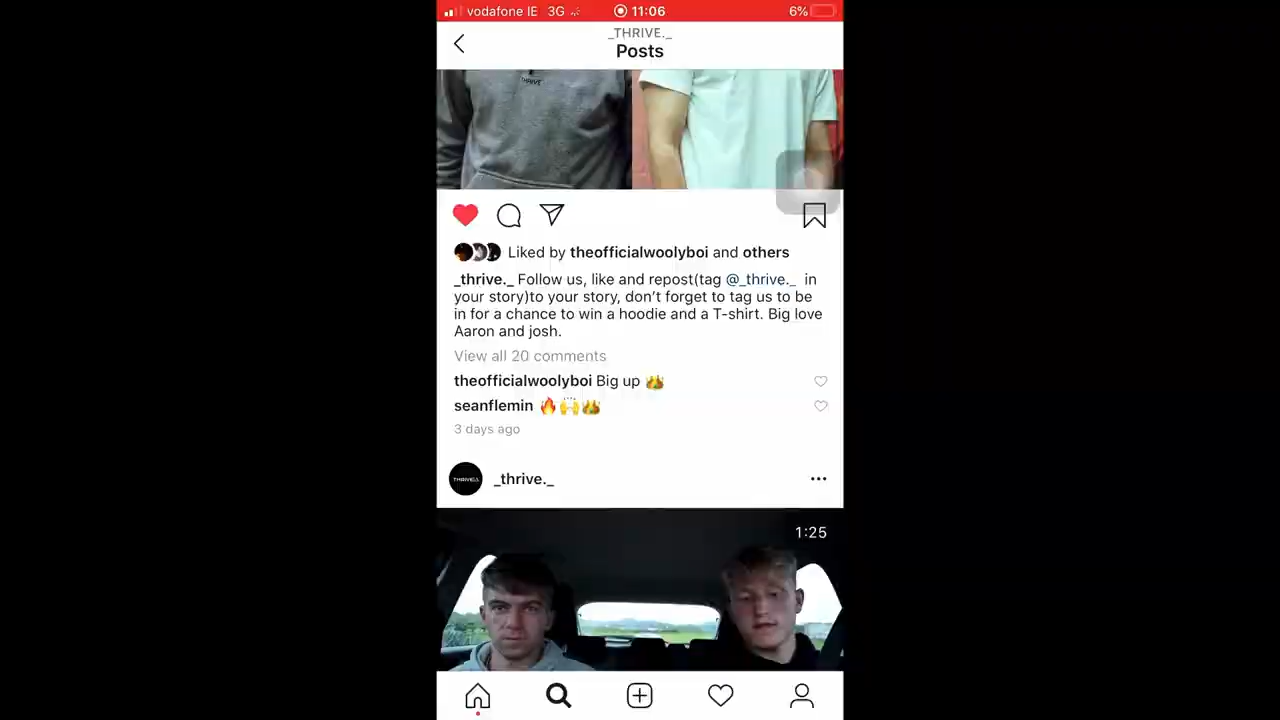 vodafone IE 3G 11:06 6%
_THRIVE._
Posts
THRIVE
Liked by theofficialwoolyboi and others
_thrive._ Follow us, like and repost(tag @_thrive._ in
your story)to your story, don’t forget to tag us to be
in for a chance to win a hoodie and a T-shirt. Big love
Aaron and josh.
View all 20 comments
theofficialwoolyboi Big up 👑
seanflemin 🔥🙌👑
3 days ago
_thrive._
1:25